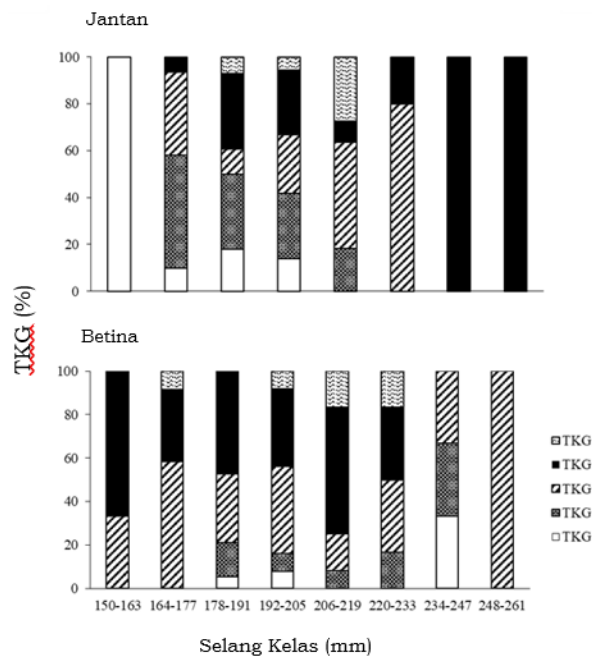 Jantan
100
80
60
40
20
0
TKG (%)
Betina
100
80
60
40
20
0
TKG
TKG
TKG
TKG
TKG
150-163 164-177 178-191 192-205 206-219 220-233 234-247 248-261
Selang Kelas (mm)